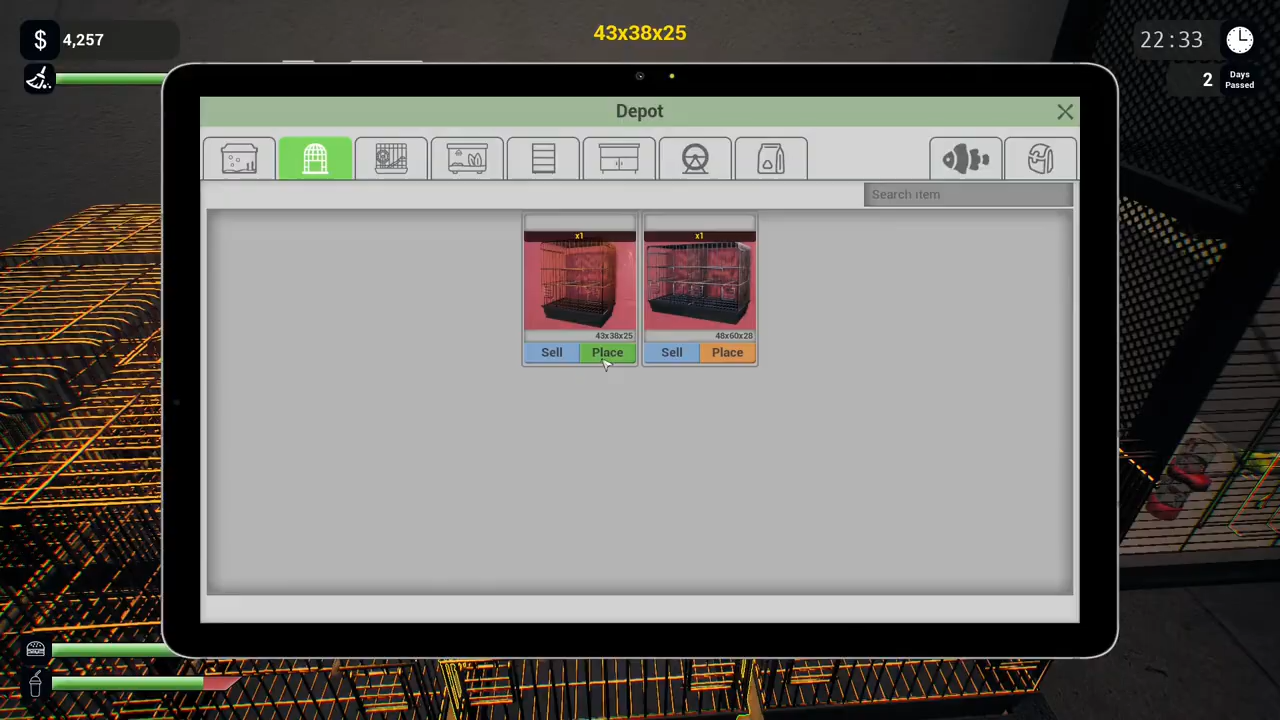 $ 4,257
43x38x25
22:33
2 Days
Passed
Depot
Search item
x1
x1
43x38x25
48x60x28
Sell Place
Sell Place